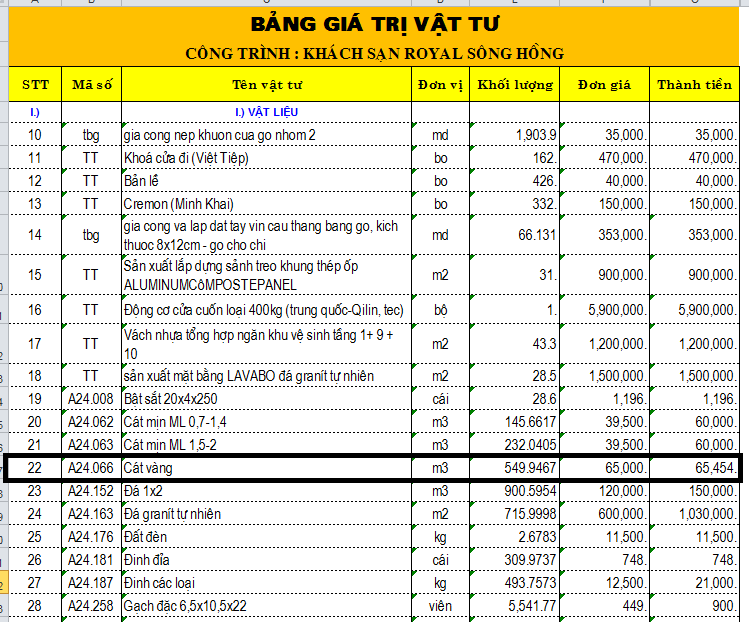 BẢNG GIÁ TRỊ VẬT TƯ
CÔNG TRÌNH : KHÁCH SẠN ROYAL SÔNG HỒNG
STT Mã số Tên vật tư Đơn vị Khối lượng Đơn giá Thành tiền
I.) I.) VẬT LIỆU
10 tbg gia cong nep khuon cua go nhom 2 md 1,903.9 35,000. 35,000.
11 TT Khoá cửa đi (Việt Tiệp) bo 162. 470,000. 470,000.
12 TT Bản lề bo 426. 40,000. 40,000.
13 TT Cremon (Minh Khai) bo 332. 150,000. 150,000.
14 tbg gia cong va lap dat tay vin cau thang bang go, kich
thuoc 8x12cm - go cho chi md 66.131 353,000. 353,000.
15 TT Sản xuất lắp dựng sảnh treo khung thép ốp
ALUMINUMCôMPOSTEPANEL m2 31. 900,000. 900,000.
16 TT Động cơ cửa cuốn loại 400kg (trung quốc-Qilin, tec) bộ 1. 5,900,000. 5,900,000.
17 TT Vách nhựa tổng hợp ngăn khu vệ sinh tầng 1+ 9 +
10 m2 43.3 1,200,000. 1,200,000.
18 TT sản xuất mặt bằng LAVABO đá granít tự nhiên m2 28.5 1,500,000. 1,500,000.
19 A24.008 Bật sắt 20x4x250 cái 28.6 1,196. 1,196.
20 A24.062 Cát mịn ML 0,7-1,4 m3 145.6617 39,500. 60,000.
21 A24.063 Cát mịn ML 1,5-2 m3 232.0405 39,500. 60,000.
22 A24.066 Cát vàng m3 549.9467 65,000. 65,454.
23 A24.152 Đá 1x2 m3 900.5954 120,000. 150,000.
24 A24.163 Đá granít tự nhiên m2 715.9998 600,000. 1,030,000.
25 A24.176 Đất đèn kg 2.6783 11,500. 11,500.
26 A24.181 Đinh đỉa cái 309.9737 748. 748.
27 A24.187 Đinh các loại kg 493.7573 12,500. 21,000.
28 A24.258 Gạch đặc 6,5x10,5x22 viên 5,541.77 449. 900.